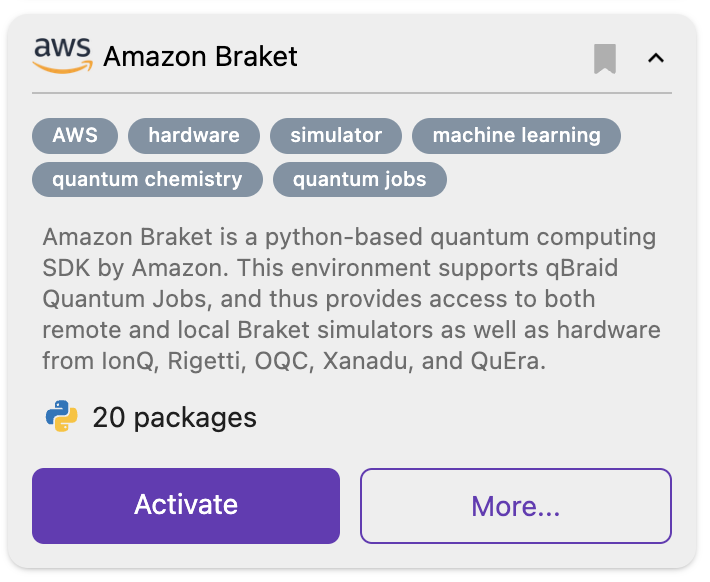 aws Amazon Braket
AWS hardware simulator machine learning
quantum chemistry quantum jobs
Amazon Braket is a python-based quantum computing
SDK by Amazon. This environment supports qBraid
Quantum Jobs, and thus provides access to both
remote and local Braket simulators as well as hardware
from IonQ, Rigetti, OQC, Xanadu, and QuEra.
20 packages
Activate More...